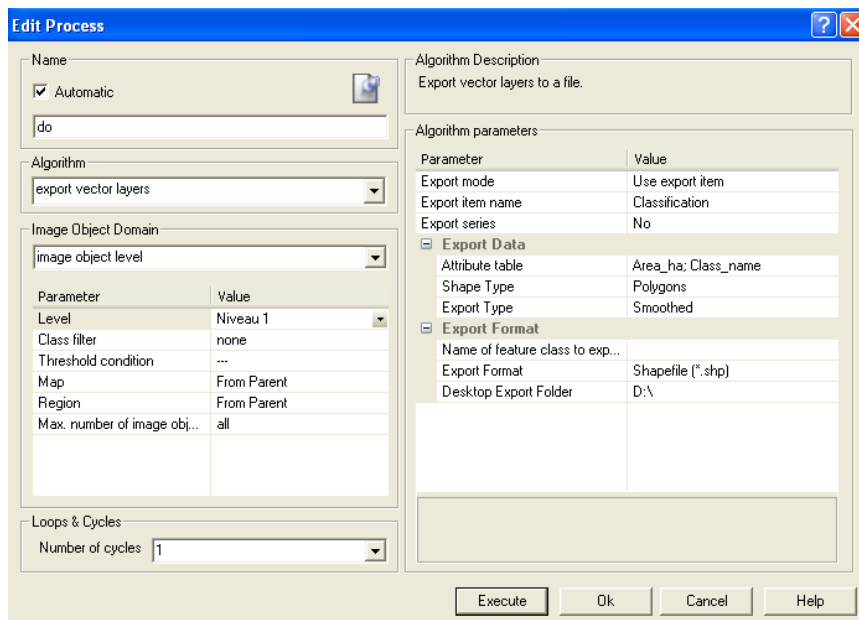 Edit Process
Name
Automatic
do
Algorithm
export vector layers
Image Object Domain
image object level
Parameter Value
Level Niveau 1
Class filter none
Threshold condition ---
Map From Parent
Region From Parent
Max. number of image obj... all
Loops & Cycles
Number of cycles 1
Algorithm Description
Export vector layers to a file.
Algorithm parameters
Parameter Value
Export mode Use export item
Export item name Classification
Export series No
Export Data
Attribute table Area_ha; Class_name
Shape Type Polygons
Export Type Smoothed
Export Format
Name of feature class to exp...
Export Format Shapefile (*.shp)
Desktop Export Folder D:\
Execute Ok Cancel Help